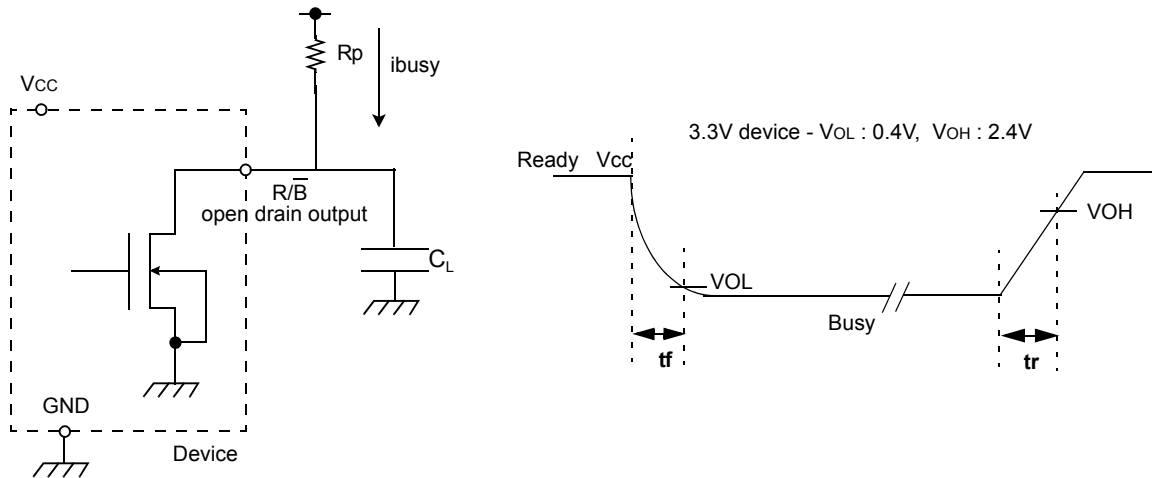 Rp
ibusy
VCC
R/B̅
open drain output
CL
GND
Device
3.3V device - VOL : 0.4V, VOH : 2.4V
Ready Vcc
VOH
VOL
Busy
tf
tr